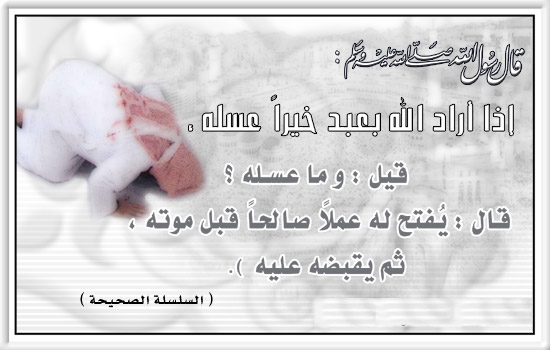 قال رسول الله صلى الله عليه وسلم :
إذا أراد الله بعبد خيراً عسله ،
قيل : و ما عسله ؟
قال : يُفتح له عملاً صالحاً قبل موته ،
ثم يقبضه عليه ).
( السلسلة الصحيحة )